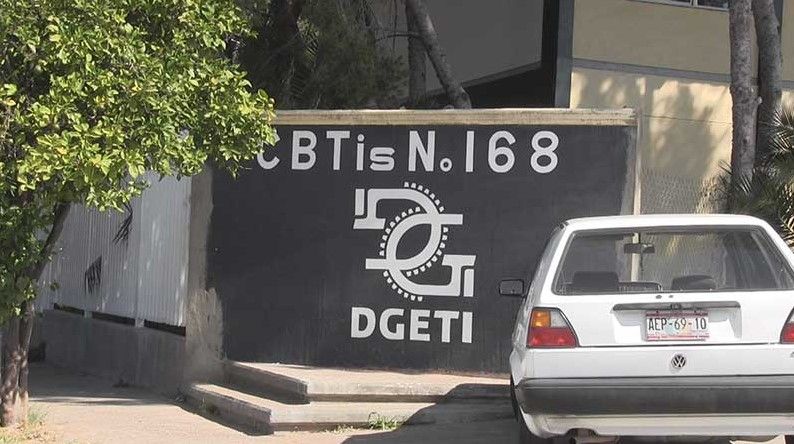 CBTis No.168
DGETI
AEP-69-10